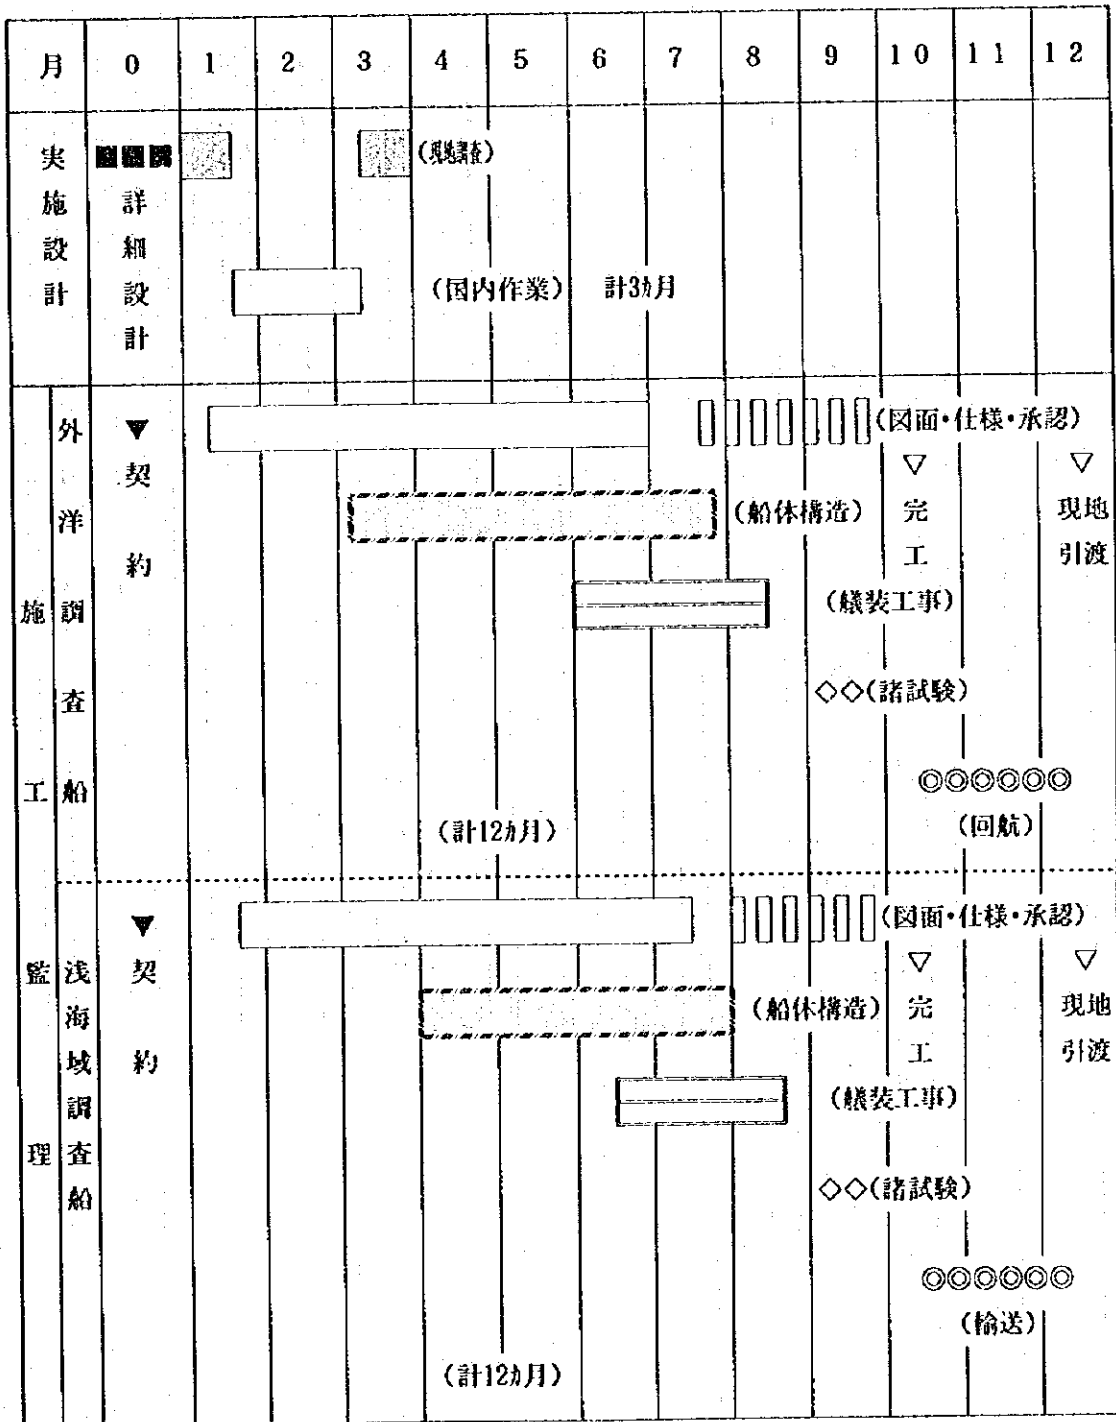 月 0 1 2 3 4 5 6 7 8 9 10 11 12
実施設計
詳細設計
(現地調査)
(国内作業) 計3ヵ月
施工監理
外洋調査船
▼契約
(図面・仕様・承認)
(船体構造)
▽完工
▽現地引渡
(艤装工事)
◇◇(諸試験)
◎◎◎◎◎◎
(回航)
(計12ヵ月)
浅海域調査船
▼契約
(図面・仕様・承認)
(船体構造)
▽完工
▽現地引渡
(艤装工事)
◇◇(諸試験)
◎◎◎◎◎◎
(輸送)
(計12ヵ月)